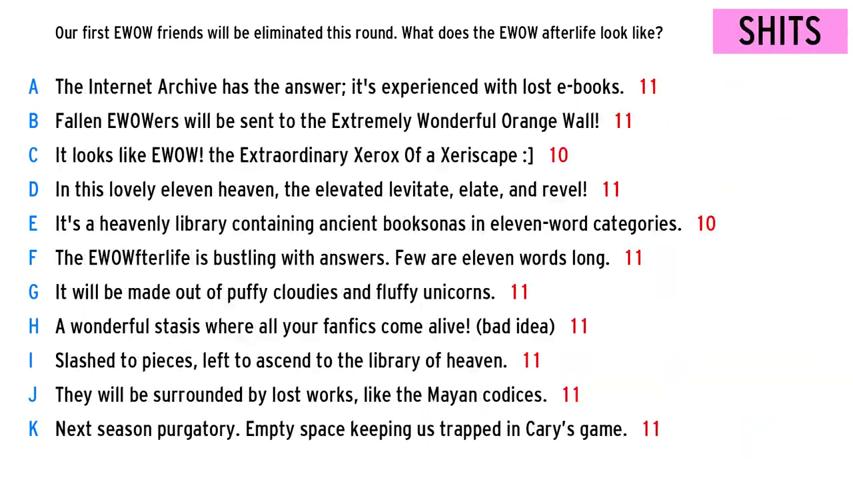 Our first EWOW friends will be eliminated this round. What does the EWOW afterlife look like?
SHITS
A The Internet Archive has the answer; it's experienced with lost e-books. 11
B Fallen EWOWers will be sent to the Extremely Wonderful Orange Wall! 11
C It looks like EWOW! the Extraordinary Xerox Of a Xeriscape :] 10
D In this lovely eleven heaven, the elevated levitate, elate, and revel! 11
E It's a heavenly library containing ancient booksonas in eleven-word categories. 10
F The EWOWfterlife is bustling with answers. Few are eleven words long. 11
G It will be made out of puffy cloudies and fluffy unicorns. 11
H A wonderful stasis where all your fanfics come alive! (bad idea) 11
I Slashed to pieces, left to ascend to the library of heaven. 11
J They will be surrounded by lost works, like the Mayan codices. 11
K Next season purgatory. Empty space keeping us trapped in Cary's game. 11